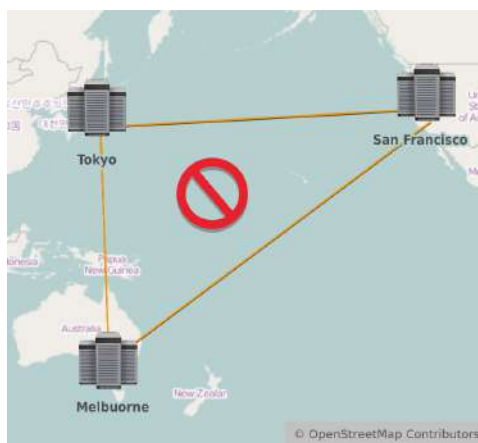 Tokyo
San Francisco
Papua
New Guinea
Australia
Melbuorne
New Zealan
© OpenStreetMap Contributors